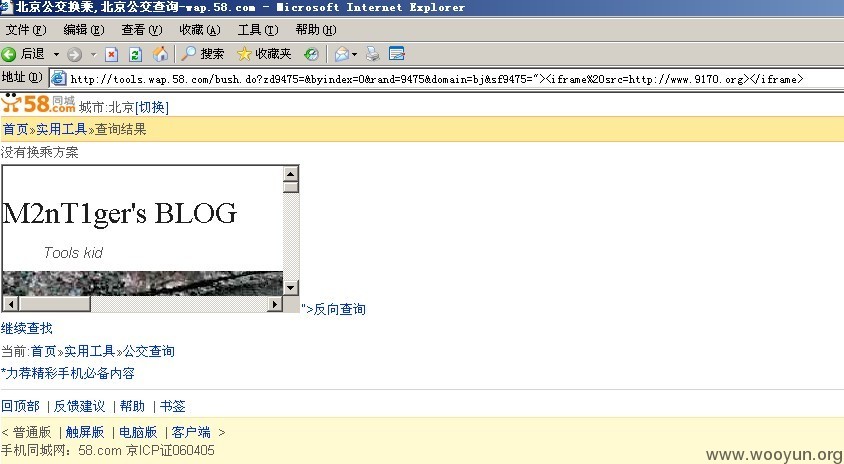 北京公交换乘,北京公交查询-wap.58.com - Microsoft Internet Explorer
文件(F) 编辑(E) 查看(V) 收藏(A) 工具(T) 帮助(H)
后退 搜索 收藏夹
地址(D) http://tools.wap.58.com/bush.do?zd9475=&byindex=0&rand=9475&domain=bj&sf9475="><iframe%20src=http://www.9170.org></iframe>
58同城.com 城市:北京[切换]
首页»实用工具»查询结果
没有换乘方案
M2nT1ger's BLOG
Tools kid
">反向查询
继续查找
当前:首页»实用工具»公交查询
*力荐精彩手机必备内容
回顶部 | 反馈建议 | 帮助 | 书签
< 普通版 | 触屏版 | 电脑版 | 客户端 >
手机同城网: 58.com 京ICP证060405
www.wooyun.org